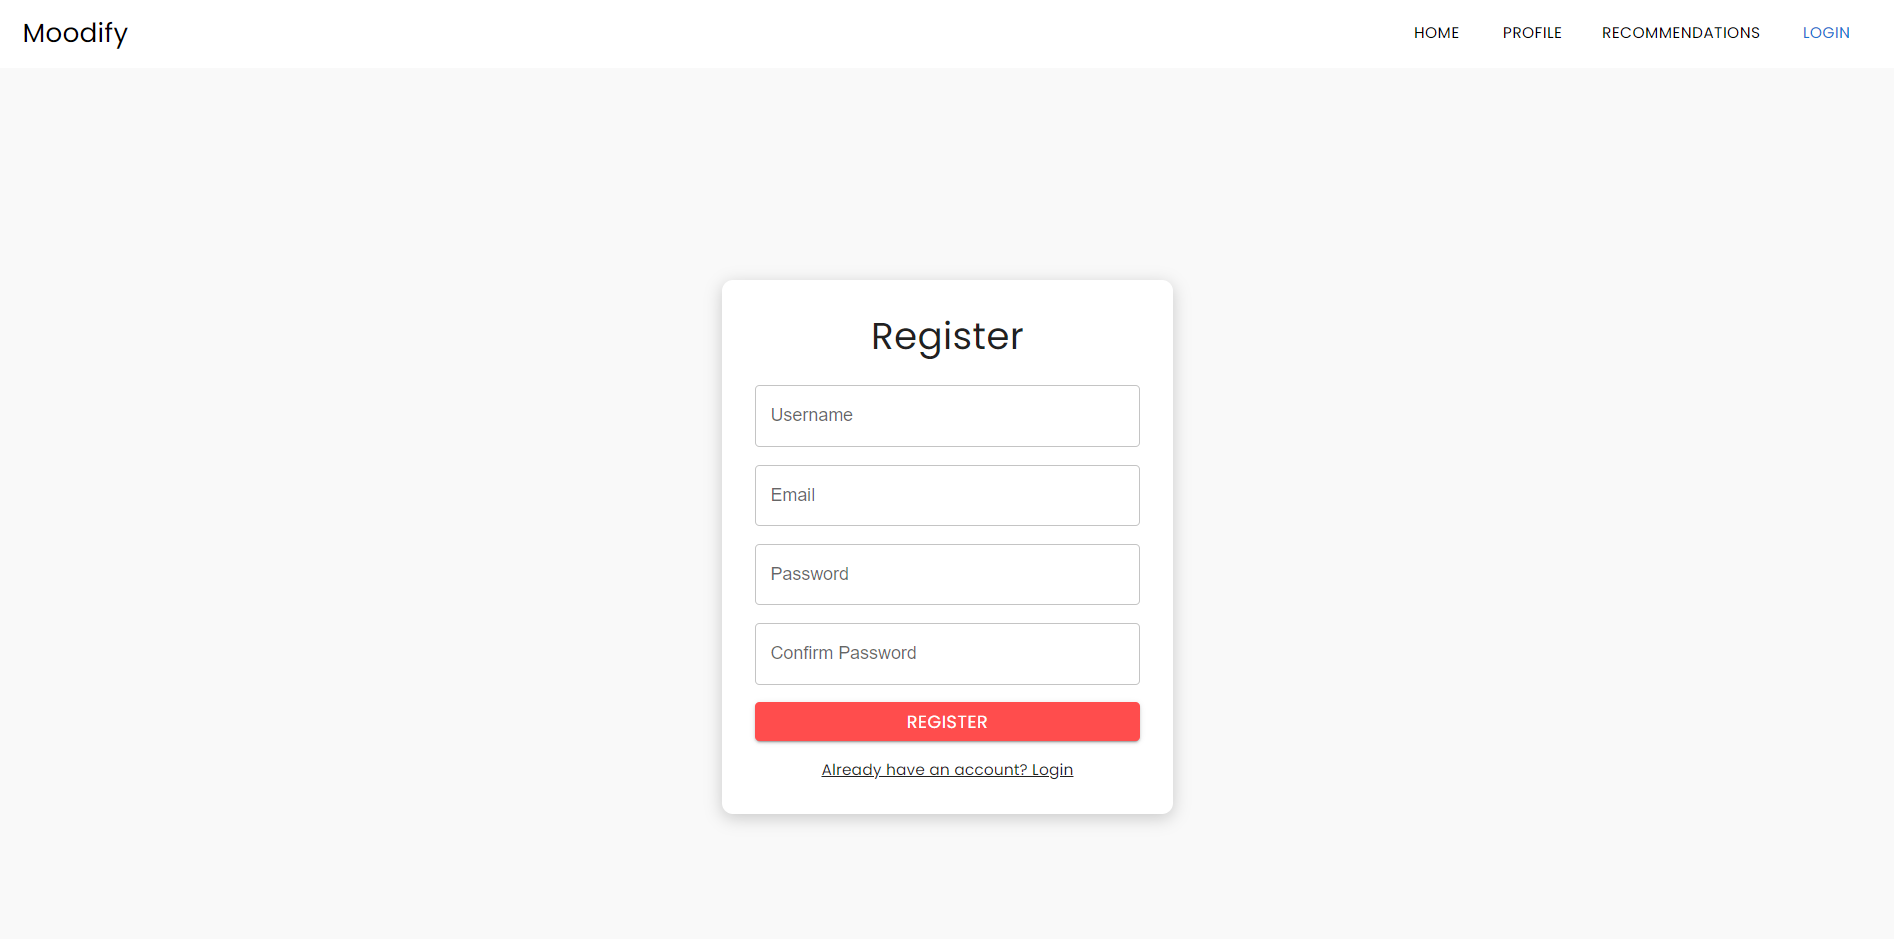 Moodify HOME PROFILE RECOMMENDATIONS LOGIN
Register
Username
Email
Password
Confirm Password
REGISTER
Already have an account? Login